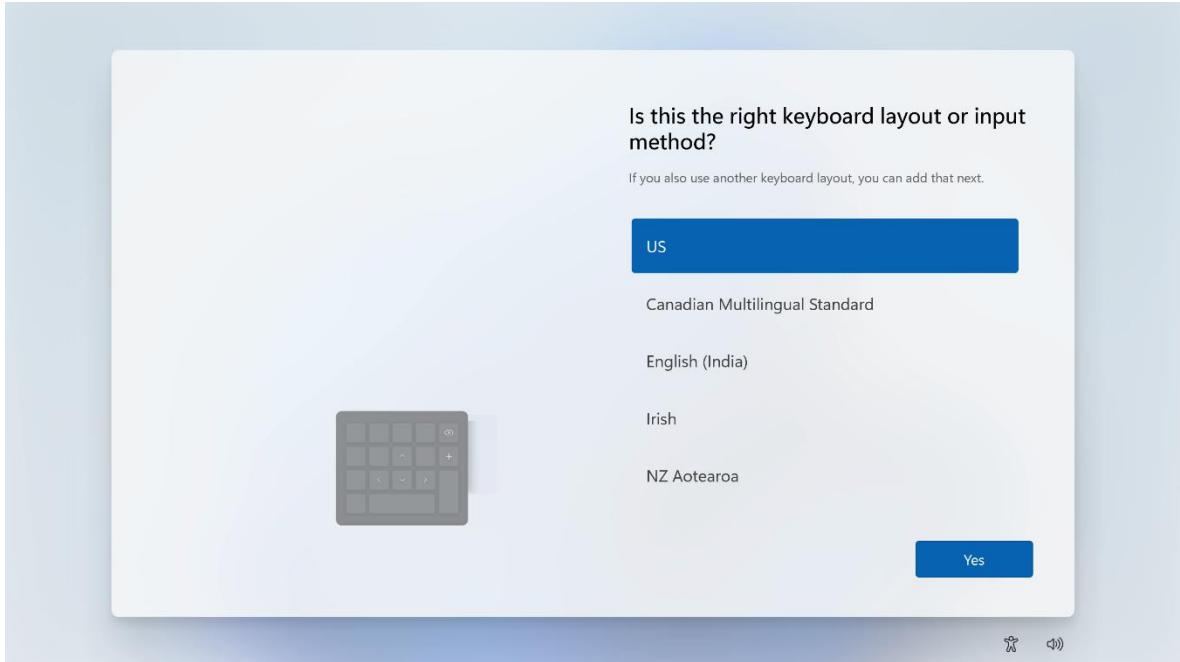 Is this the right keyboard layout or input
method?
If you also use another keyboard layout, you can add that next.
US
Canadian Multilingual Standard
English (India)
Irish
NZ Aotearoa
Yes